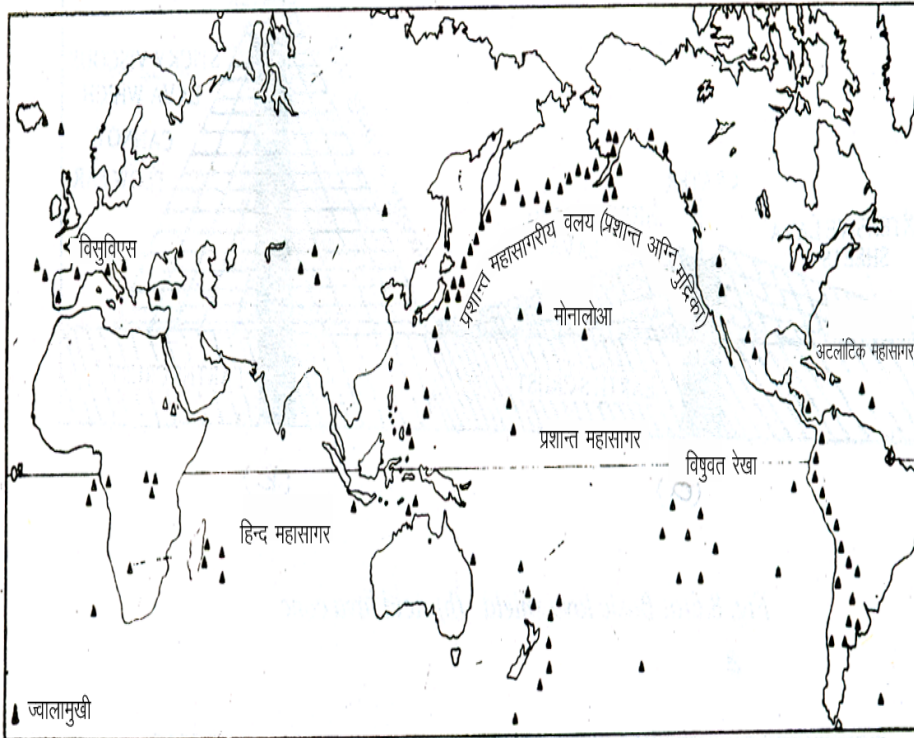 विसुविएस
प्रशान्त महासागरीय वलय (प्रशान्त अग्नि मुद्रिका)
मोनालोआ
अटलांटिक महासागर
प्रशान्त महासागर
विषुवत रेखा
हिन्द महासागर
ज्वालामुखी